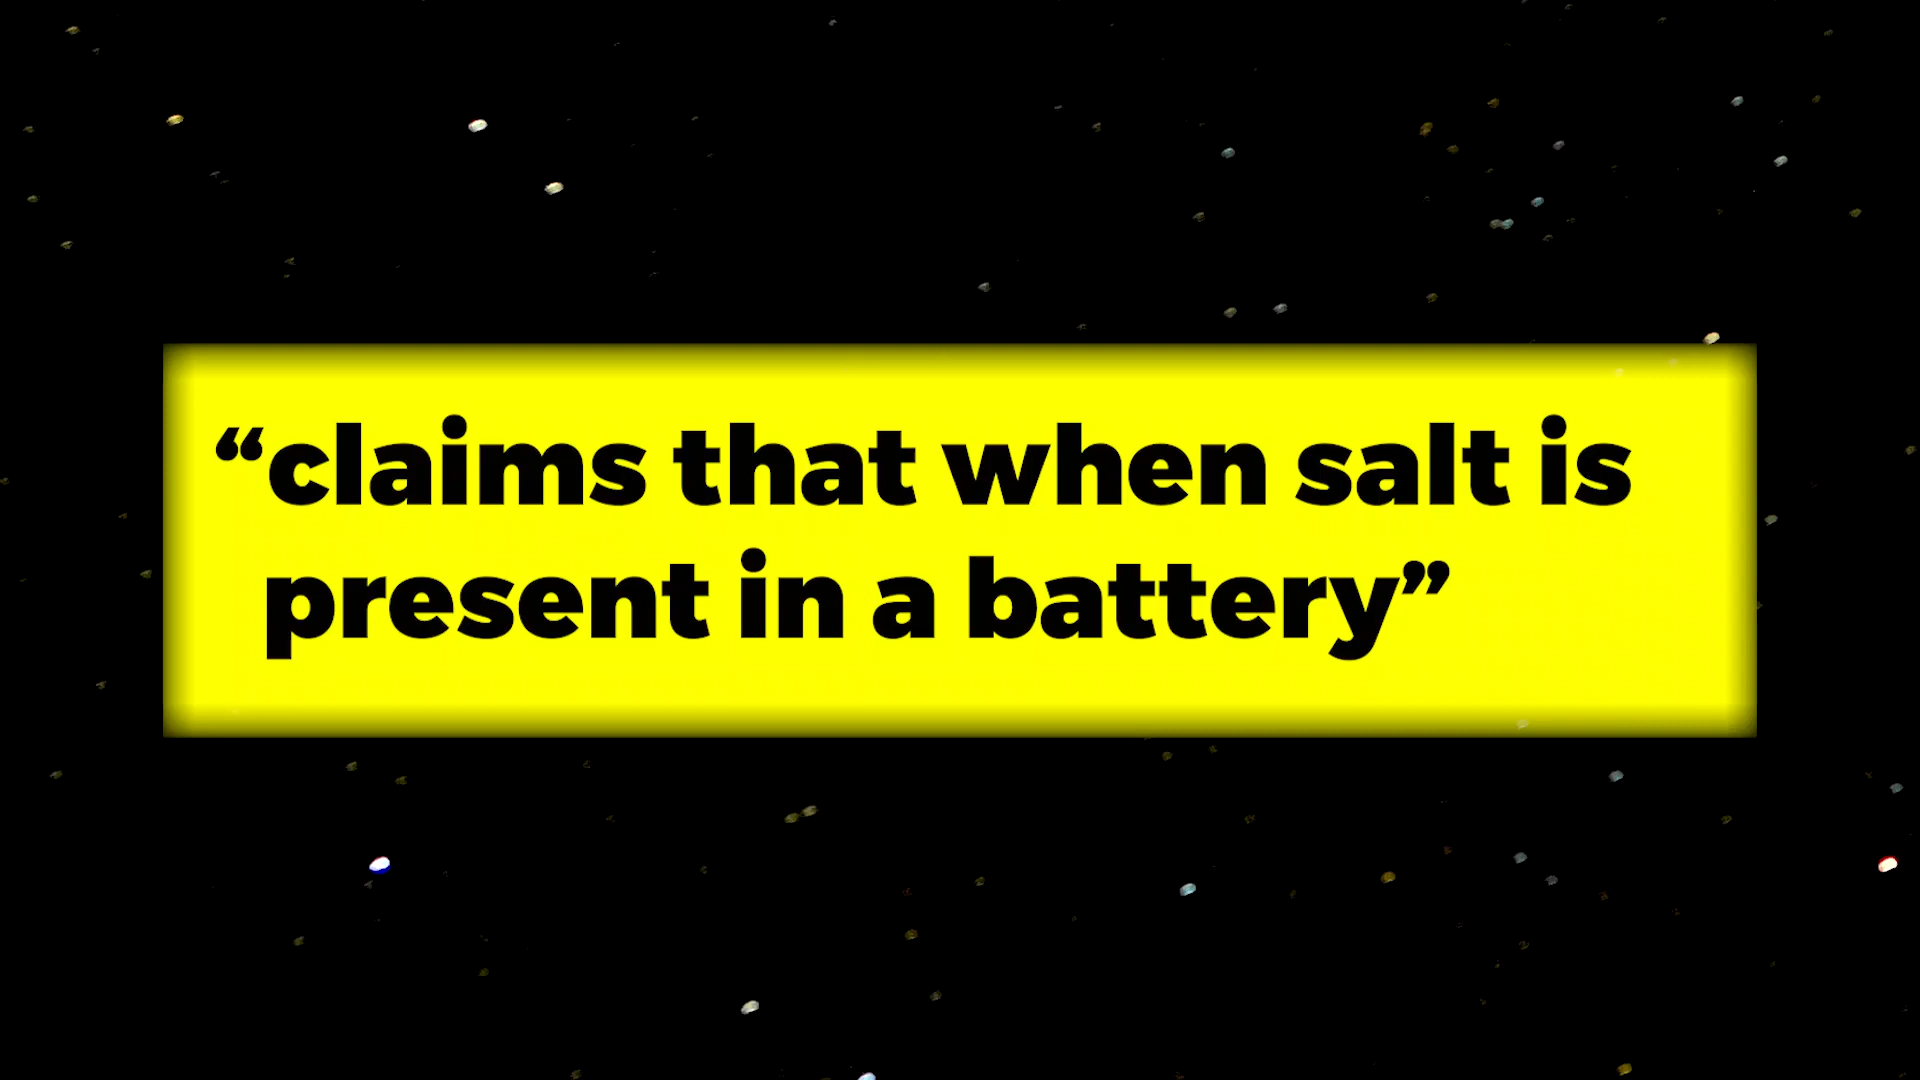 “claims that when salt is
present in a battery”